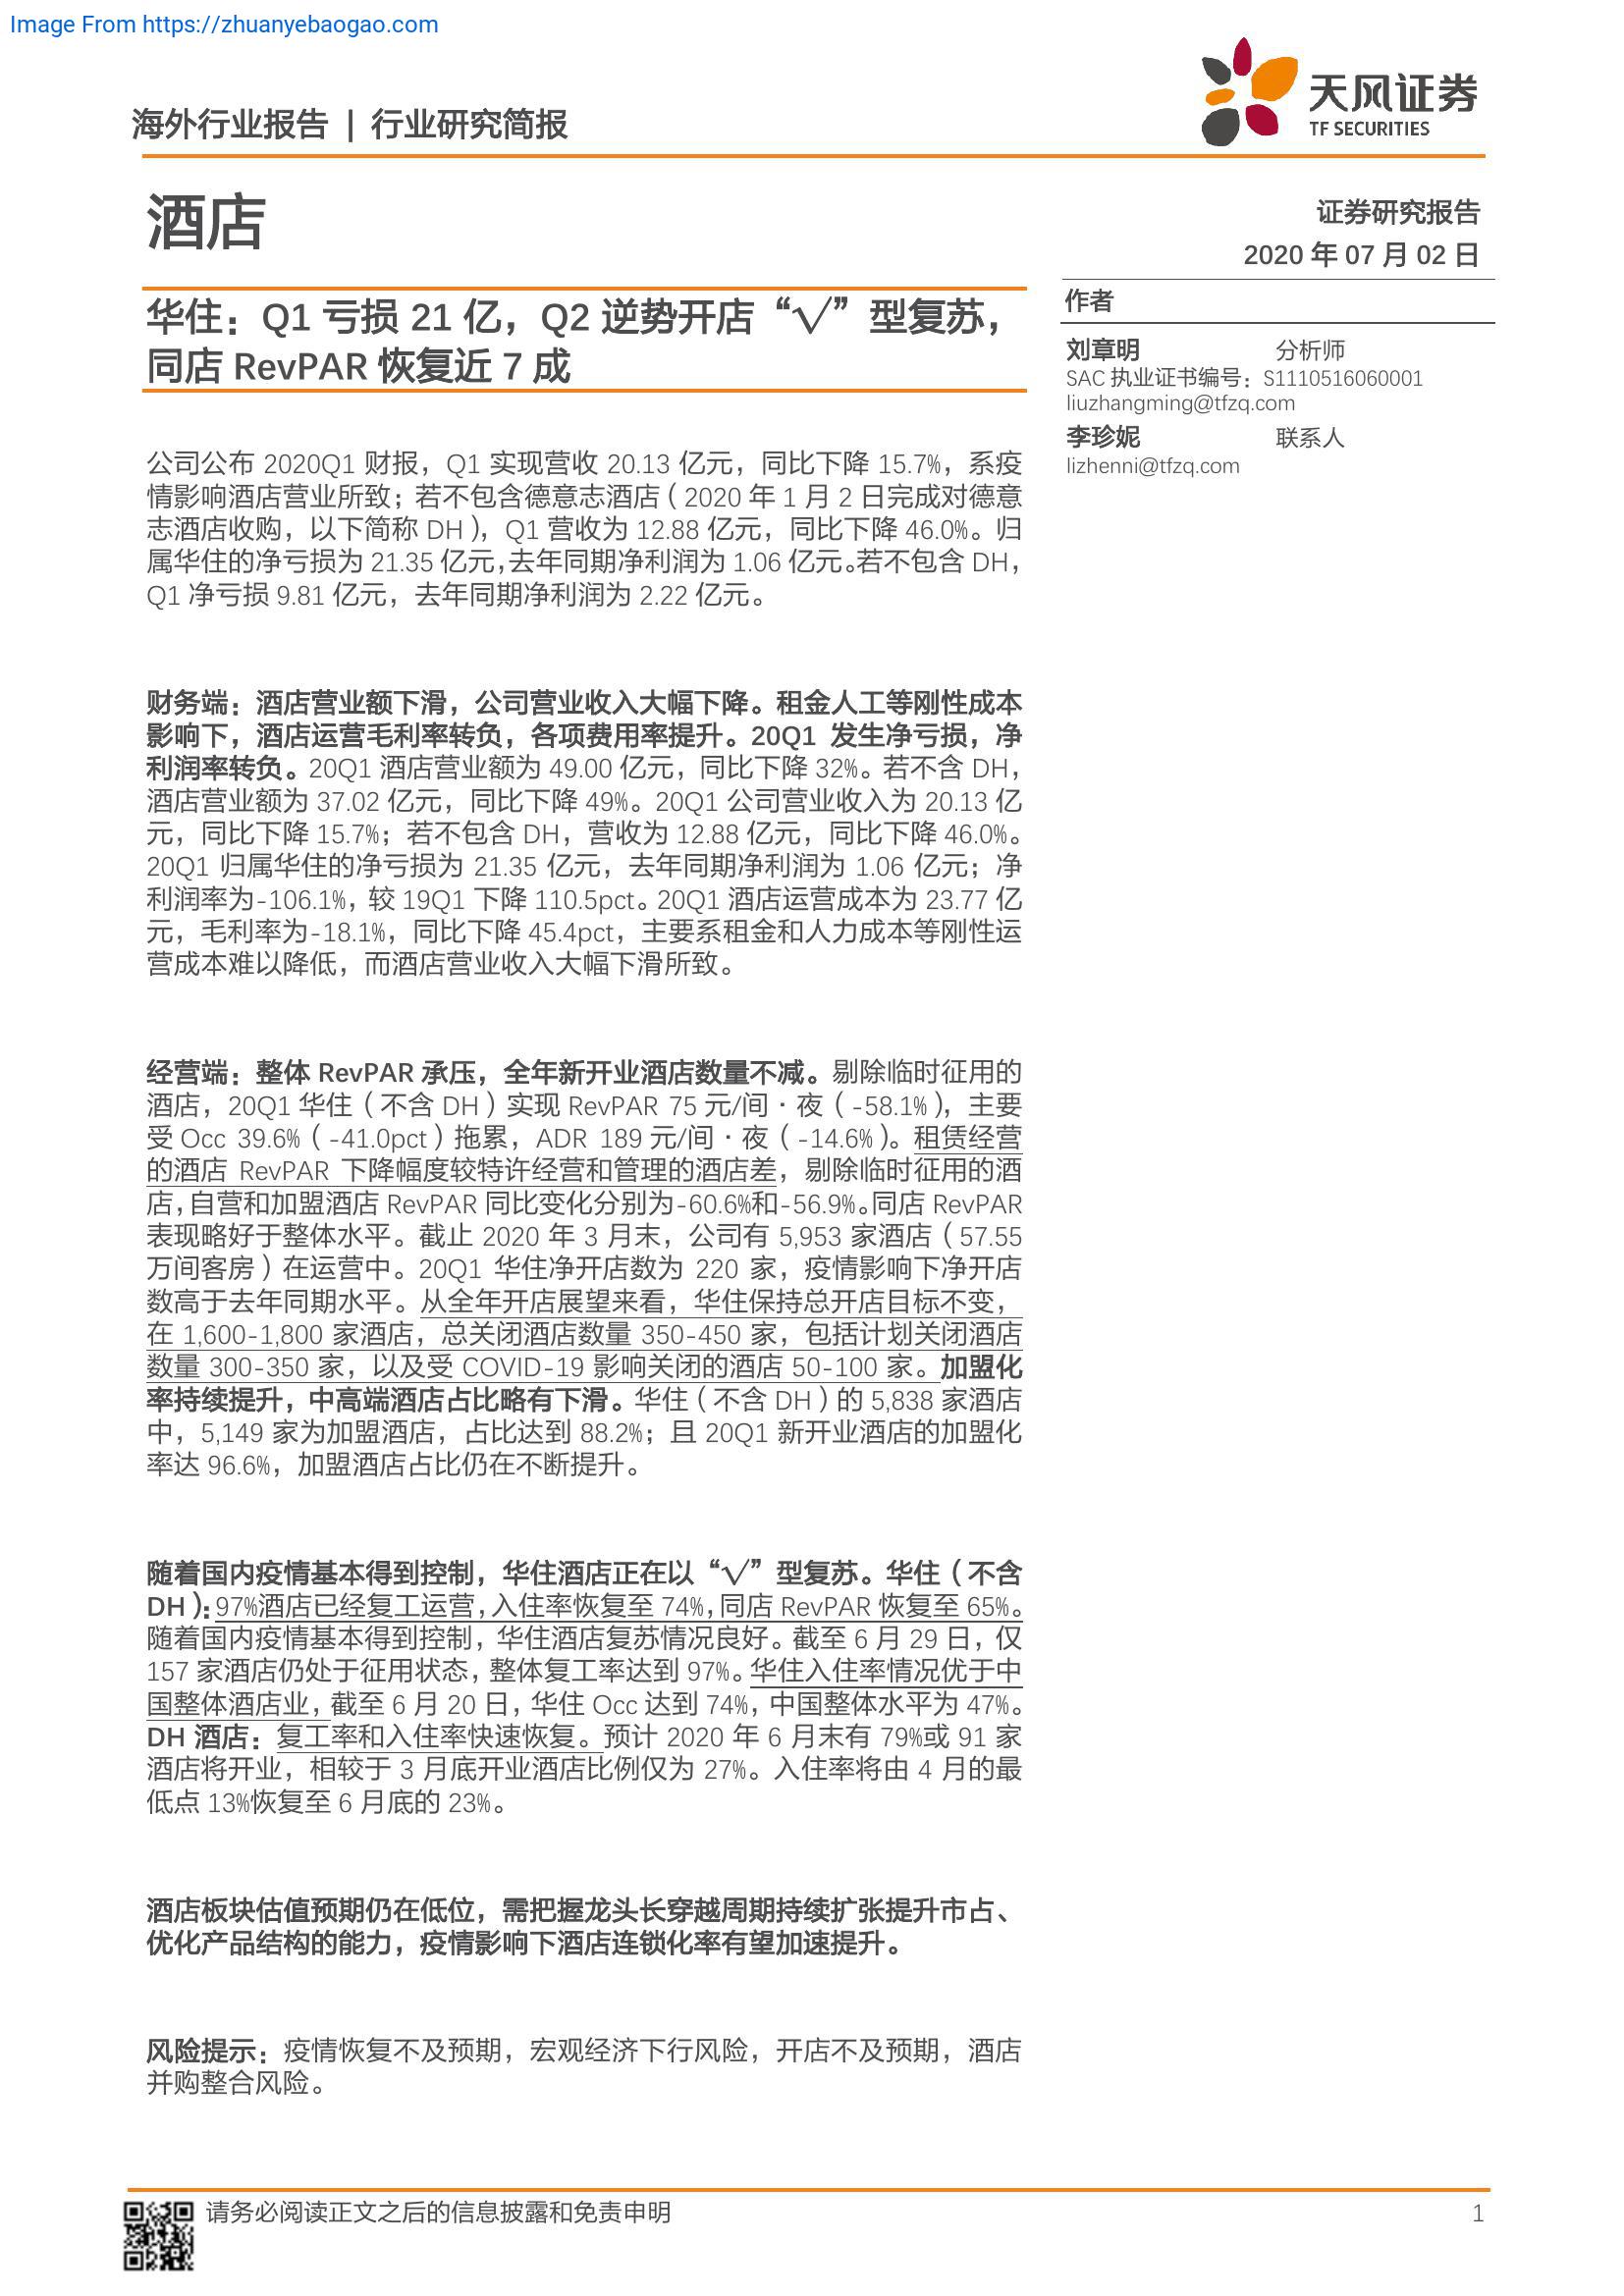 Image From https://zhuanyebaogao.com
海外行业报告 | 行业研究简报
天风证券
TF SECURITIES
酒店
证券研究报告
2020 年 07 月 02 日
华住：Q1 亏损 21 亿，Q2 逆势开店“√”型复苏，
同店 RevPAR 恢复近 7 成
作者
刘章明 分析师
SAC 执业证书编号：S1110516060001
liuzhangming@tfzq.com
李珍妮 联系人
lizhenni@tfzq.com
公司公布 2020Q1 财报，Q1 实现营收 20.13 亿元，同比下降 15.7%，系疫
情影响酒店营业所致；若不包含德意志酒店（2020 年 1 月 2 日完成对德意
志酒店收购，以下简称 DH），Q1 营收为 12.88 亿元，同比下降 46.0%。归
属华住的净亏损为 21.35 亿元，去年同期净利润为 1.06 亿元。若不包含 DH，
Q1 净亏损 9.81 亿元，去年同期净利润为 2.22 亿元。
财务端：酒店营业额下滑，公司营业收入大幅下降。租金人工等刚性成本
影响下，酒店运营毛利率转负，各项费用率提升。20Q1 发生净亏损，净
利润率转负。20Q1 酒店营业额为 49.00 亿元，同比下降 32%。若不含 DH，
酒店营业额为 37.02 亿元，同比下降 49%。20Q1 公司营业收入为 20.13 亿
元，同比下降 15.7%；若不包含 DH，营收为 12.88 亿元，同比下降 46.0%。
20Q1 归属华住的净亏损为 21.35 亿元，去年同期净利润为 1.06 亿元；净
利润率为-106.1%，较 19Q1 下降 110.5pct。20Q1 酒店运营成本为 23.77 亿
元，毛利率为-18.1%，同比下降 45.4pct，主要系租金和人力成本等刚性运
营成本难以降低，而酒店营业收入大幅下滑所致。
经营端：整体 RevPAR 承压，全年新开业酒店数量不减。剔除临时征用的
酒店，20Q1 华住（不含 DH）实现 RevPAR 75 元/间·夜（-58.1%），主要
受 Occ 39.6%（-41.0pct）拖累，ADR 189 元/间·夜（-14.6%）。租赁经营
的酒店 RevPAR 下降幅度较特许经营和管理的酒店差，剔除临时征用的酒
店，自营和加盟酒店 RevPAR 同比变化分别为-60.6%和-56.9%。同店 RevPAR
表现略好于整体水平。截止 2020 年 3 月末，公司有 5,953 家酒店（57.55
万间客房）在运营中。20Q1 华住净开店数为 220 家，疫情影响下净开店
数高于去年同期水平。从全年开店展望来看，华住保持总开店目标不变，
在 1,600-1,800 家酒店，总关闭酒店数量 350-450 家，包括计划关闭酒店
数量 300-350 家，以及受 COVID-19 影响关闭的酒店 50-100 家。加盟化
率持续提升，中高端酒店占比略有下滑。华住（不含 DH）的 5,838 家酒店
中，5,149 家为加盟酒店，占比达到 88.2%；且 20Q1 新开业酒店的加盟化
率达 96.6%，加盟酒店占比仍在不断提升。
随着国内疫情基本得到控制，华住酒店正在以“√”型复苏。华住（不含
DH）：97%酒店已经复工运营，入住率恢复至 74%，同店 RevPAR 恢复至 65%。
随着国内疫情基本得到控制，华住酒店复苏情况良好。截至 6 月 29 日，仅
157 家酒店仍处于征用状态，整体复工率达到 97%。华住入住率情况优于中
国整体酒店业，截至 6 月 20 日，华住 Occ 达到 74%，中国整体水平为 47%。
DH 酒店：复工率和入住率快速恢复。预计 2020 年 6 月末有 79%或 91 家
酒店将开业，相较于 3 月底开业酒店比例仅为 27%。入住率将由 4 月的最
低点 13%恢复至 6 月底的 23%。
酒店板块估值预期仍在低位，需把握龙头长穿越周期持续扩张提升市占、
优化产品结构的能力，疫情影响下酒店连锁化率有望加速提升。
风险提示：疫情恢复不及预期，宏观经济下行风险，开店不及预期，酒店
并购整合风险。
请务必阅读正文之后的信息披露和免责申明
1